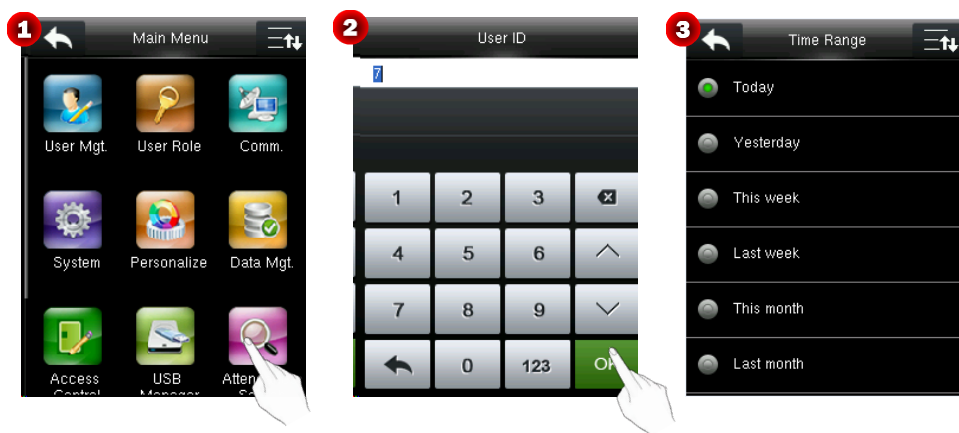 1
Main Menu
User Mgt.
User Role
Comm.
System
Personalize
Data Mgt.
Access
USB
Control
Manager
2
User ID
7
1
2
3
4
5
6
7
8
9
0
123
3
Time Range
Today
Yesterday
This week
Last week
This month
Last month